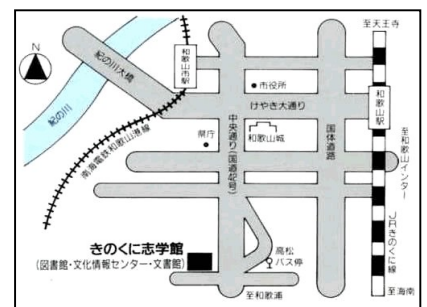 至天王寺
N
紀の川大橋
和歌山市駅
市役所
けやき大通り
和歌山駅
紀の川
県庁
和歌山城
南海電鉄和歌山港線
中央通り(国道42号)
国体道路
至和歌山インター
JRきのくに線
きのくに志学館
(図書館・文化情報センター・文書館)
高松
バス停
至和歌浦
至海南